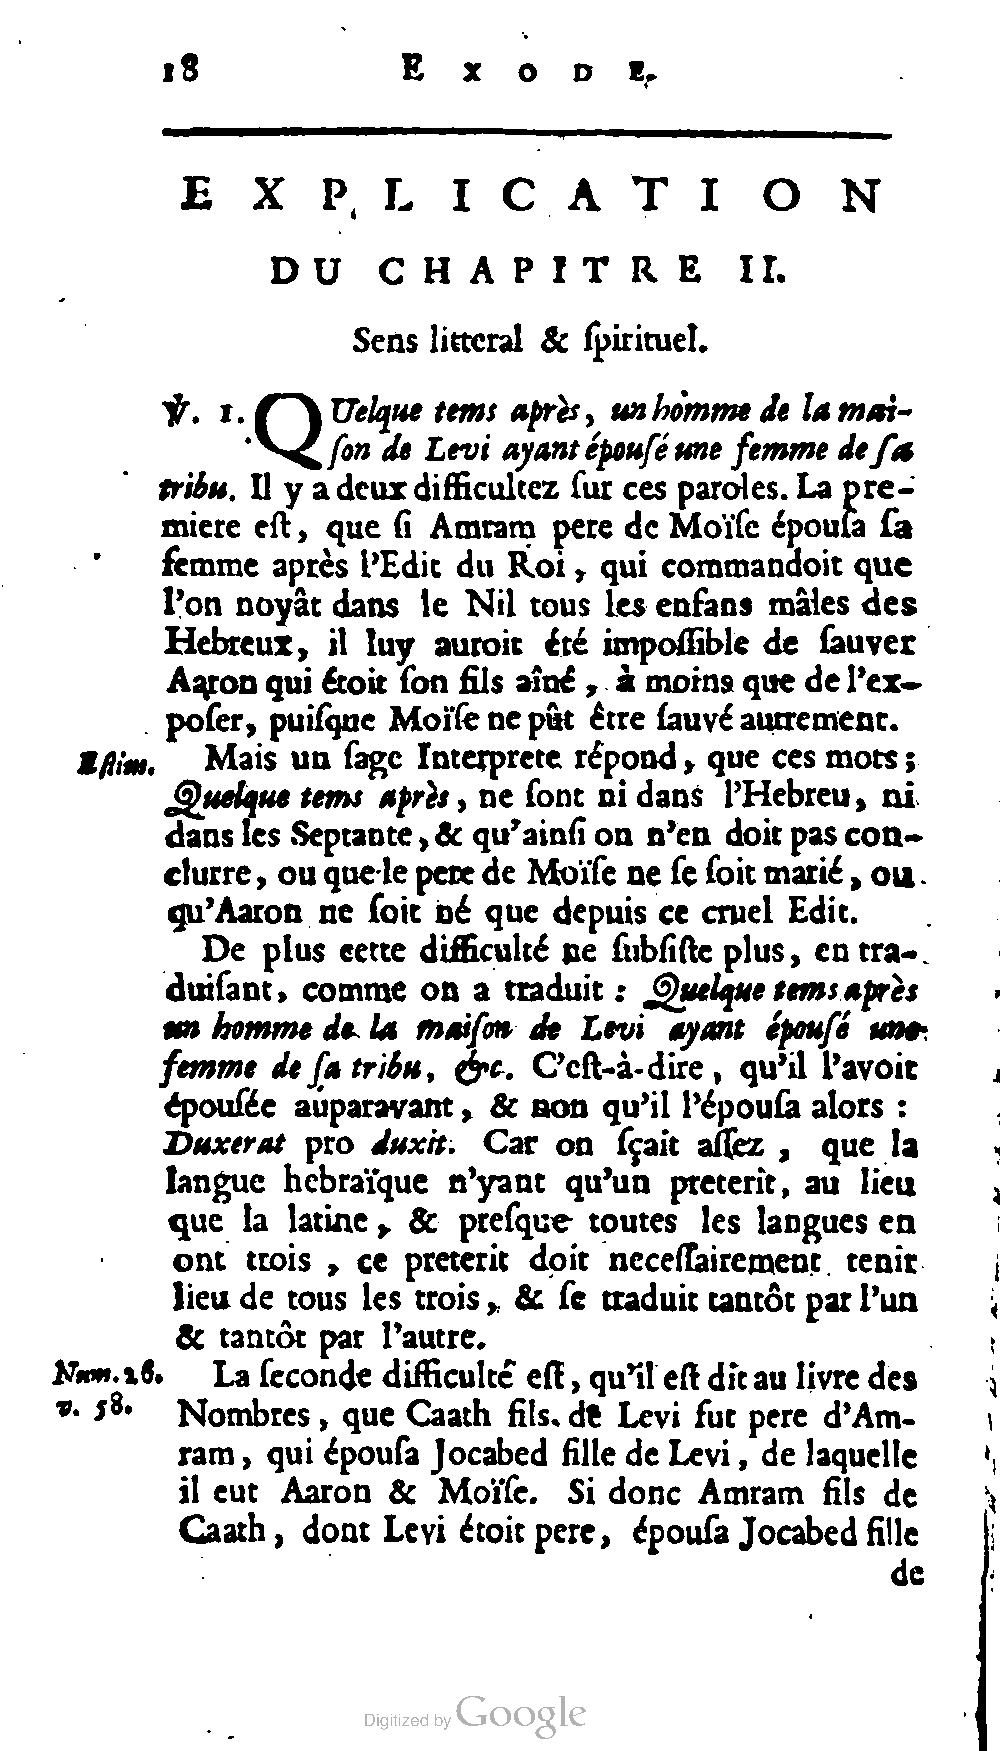 18 EXODE.
EXPLICATION
DU CHAPITRE II.
Sens litteral & ſpirituel.
℣. 1. QUelque tems après, un homme de la mai-
ſon de Levi ayant épouſé une femme de ſa
tribu. Il y a deux difficultez ſur ces paroles. La pre-
miere eſt, que ſi Amram pere de Moïſe épouſa ſa
femme après l'Edit du Roi, qui commandoit que
l'on noyât dans le Nil tous les enfans mâles des
Hebreux, il luy auroit été impoſſible de ſauver
Aaron qui étoit ſon fils aîné, à moins que de l'ex-
poſer, puiſque Moïſe ne pût être ſauvé autrement.
Eſtim. Mais un ſage Interprete répond, que ces mots;
Quelque tems après, ne ſont ni dans l'Hebreu, ni
dans les Septante, & qu'ainſi on n'en doit pas con-
clurre, ou que le pere de Moïſe ne ſe ſoit marié, ou
qu'Aaron ne ſoit né que depuis ce cruel Edit.
De plus cette difficulté ne ſubſiſte plus, en tra-
duiſant, comme on a traduit : Quelque tems après
un homme de la maiſon de Levi ayant épouſé une
femme de ſa tribu, &c. C'eſt-à-dire, qu'il l'avoit
épouſée auparavant, & non qu'il l'épouſa alors :
Duxerat pro duxit. Car on ſçait aſſez, que la
langue hebraïque n'yant qu'un preterit, au lieu
que la latine, & preſque toutes les langues en
ont trois, ce preterit doit neceſſairement tenir
lieu de tous les trois, & ſe traduit tantôt par l'un
& tantôt par l'autre.
Num. 26. La ſeconde difficulté eſt, qu'il eſt dit au livre des
v. 58. Nombres, que Caath fils de Levi fut pere d'Am-
ram, qui épouſa Jocabed fille de Levi, de laquelle
il eut Aaron & Moïſe. Si donc Amram fils de
Caath, dont Levi étoit pere, épouſa Jocabed fille
de
Digitized by Google